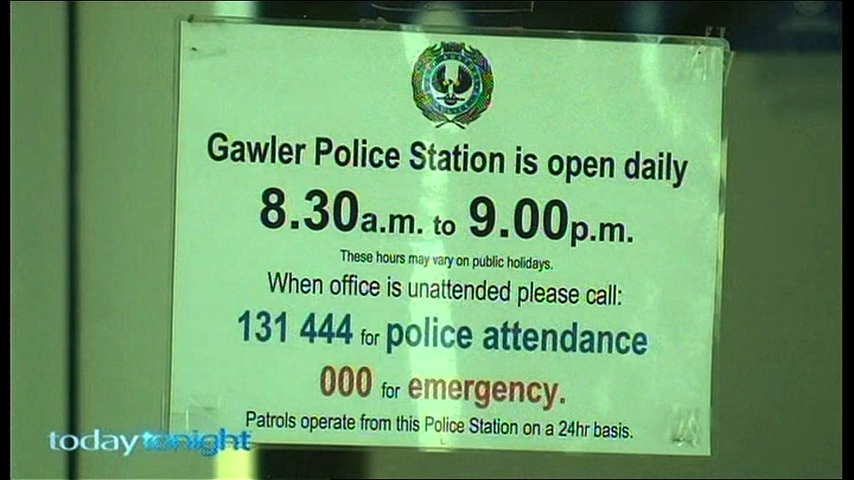 Gawler Police Station is open daily
8.30a.m. to 9.00p.m.
These hours may vary on public holidays.
When office is unattended please call:
131 444 for police attendance
000 for emergency.
Patrols operate from this Police Station on a 24hr basis.
todaytonight